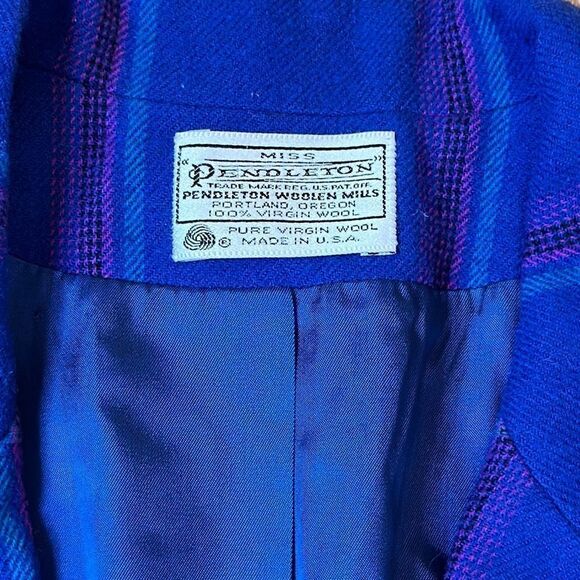 MISS
"PENDLETON"
TRADE MARK REG. U.S. PAT. OFF.
PENDLETON WOOLEN MILLS
PORTLAND, OREGON
100% VIRGIN WOOL
® PURE VIRGIN WOOL
MADE IN U.S.A.